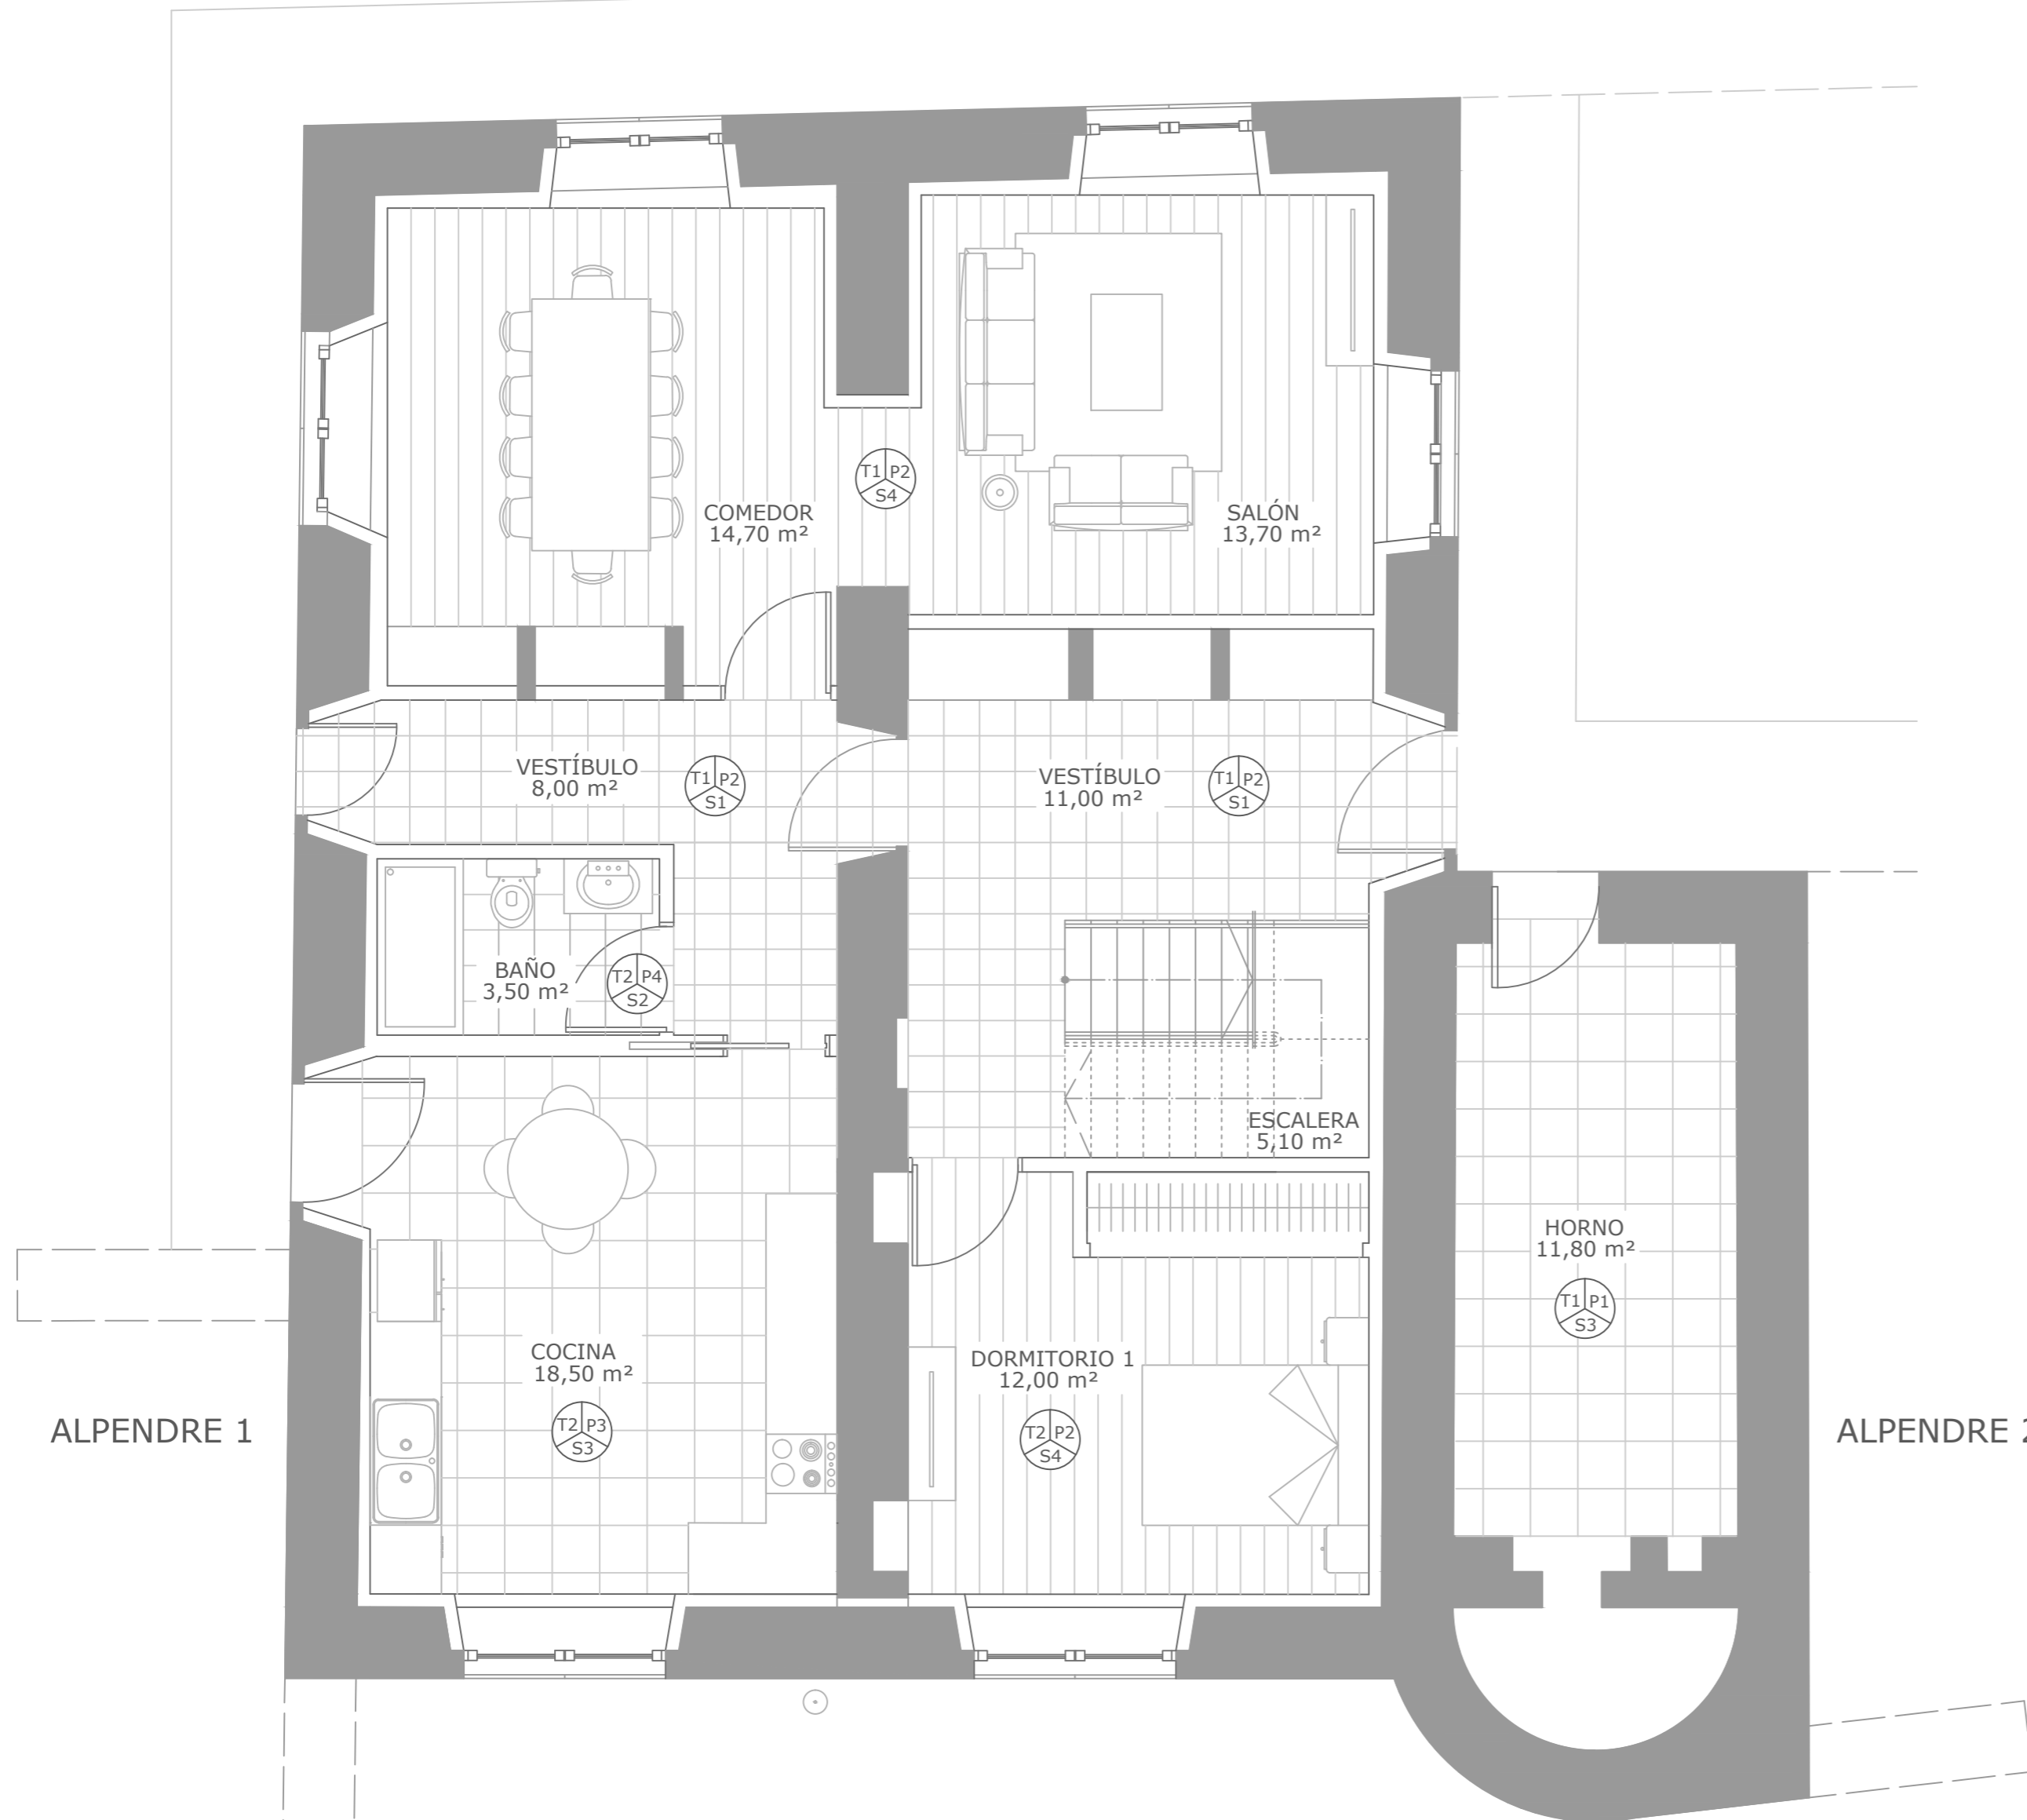 T1 P2
S4
COMEDOR
14,70 m²
SALÓN
13,70 m²
VESTÍBULO
8,00 m²
T1 P2
S1
VESTÍBULO
11,00 m²
T1 P2
S1
BAÑO
3,50 m²
T2 P4
S2
ESCALERA
5,10 m²
HORNO
11,80 m²
T1 P1
S3
COCINA
18,50 m²
T2 P3
S3
DORMITORIO 1
12,00 m²
T2 P2
S4
ALPENDRE 1
ALPENDRE 2